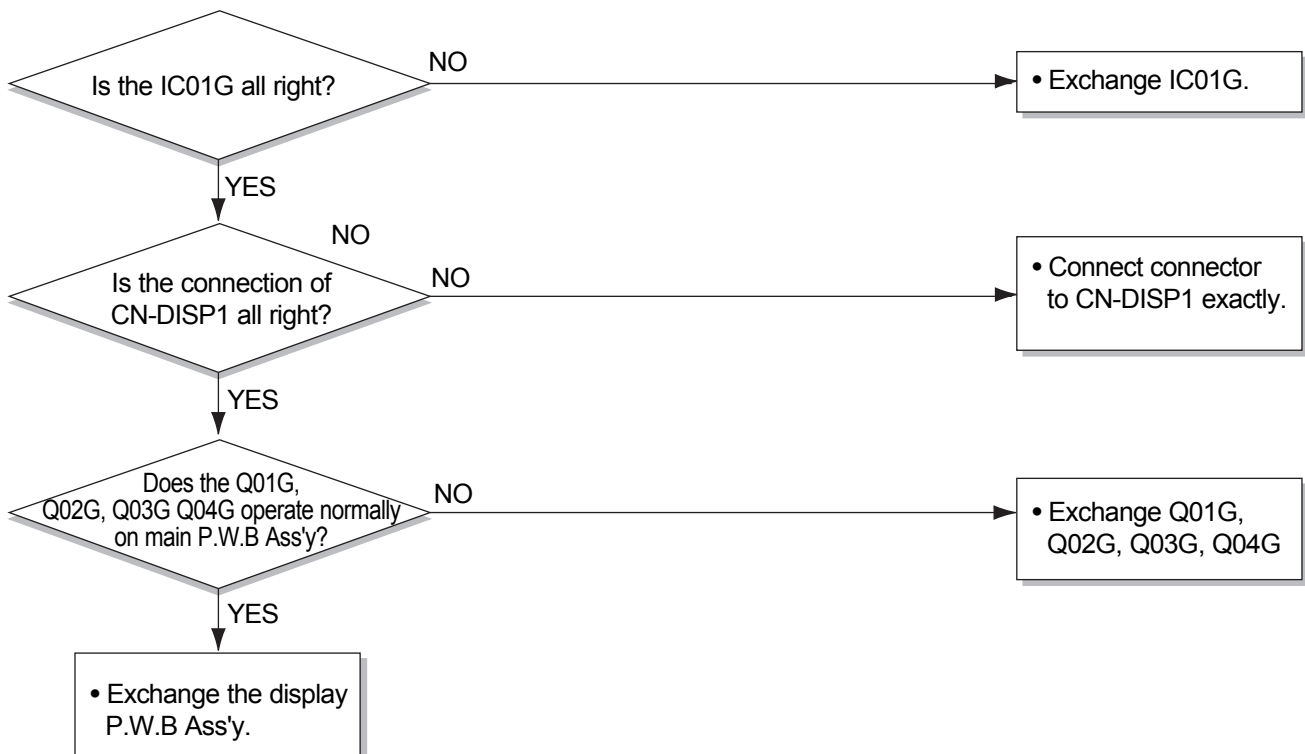 Is the IC01G all right?
NO
• Exchange IC01G.
YES
NO
Is the connection of
CN-DISP1 all right?
NO
• Connect connector
to CN-DISP1 exactly.
YES
Does the Q01G,
Q02G, Q03G Q04G operate normally
on main P.W.B Ass'y?
NO
• Exchange Q01G,
Q02G, Q03G, Q04G
YES
• Exchange the display
P.W.B Ass'y.